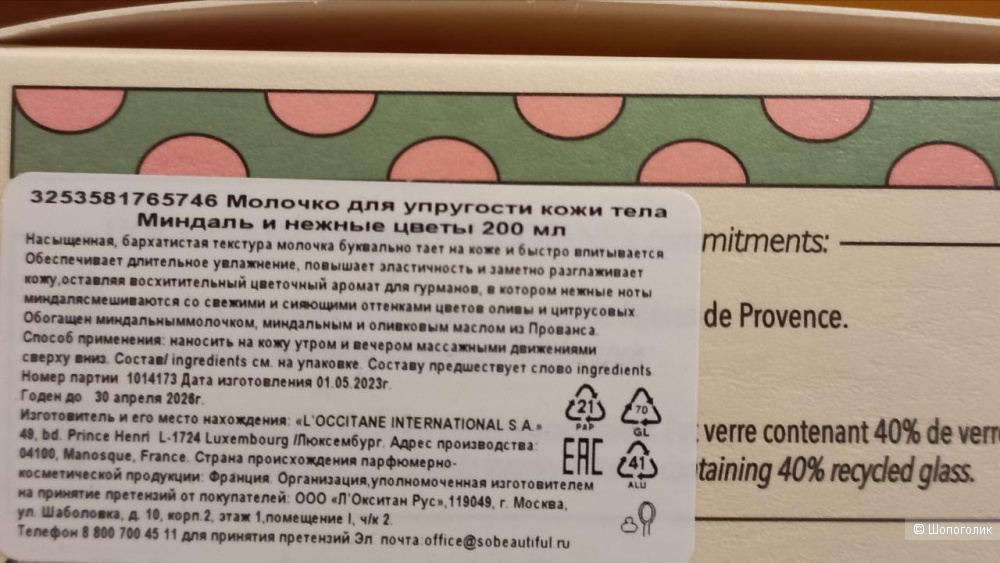 3253581765746 Молочко для упругости кожи тела
Миндаль и нежные цветы 200 мл
Насыщенная, бархатистая текстура молочка буквально тает на коже и быстро впитывается
Обеспечивает длительное увлажнение, повышает эластичность и заметно разглаживает
кожу,оставляя восхитительный цветочный аромат для гурманов, в котором нежные ноты
миндалясмешиваются со свежими и сияющими оттенками цветов оливы и цитрусовых.
Обогащен миндальныммолочком, миндальным и оливковым маслом из Прованса.
Способ применения: наносить на кожу утром и вечером массажными движениями
сверху вниз. Состав/ ingredients см. на упаковке. Составу предшествует слово ingredients
Номер партии 1014173 Дата изготовления 01.05.2023г.
Годен до 30 апреля 2026г.
Изготовитель и его место нахождения: «L'OCCITANE INTERNATIONAL S.A.»
49, bd. Prince Henri L-1724 Luxembourg /Люксембург. Адрес производства:
04100, Manosque, France. Страна происхождения парфюмерно-
косметической продукции: Франция. Организация,уполномоченная изготовителем
на принятие претензий от покупателей: ООО «Л'Окситан Рус»,119049, г. Москва,
ул. Шаболовка, д. 10, корп.2, этаж 1,помещение I, ч/к 2.
Телефон 8 800 700 45 11 для принятия претензий Эл. почта:office@sobeautiful.ru
21
PAP
70
GL
EAC
41
ALU
mitments:
de Provence.
verre contenant 40% de verre
taining 40% recycled glass.
© Шопоголик